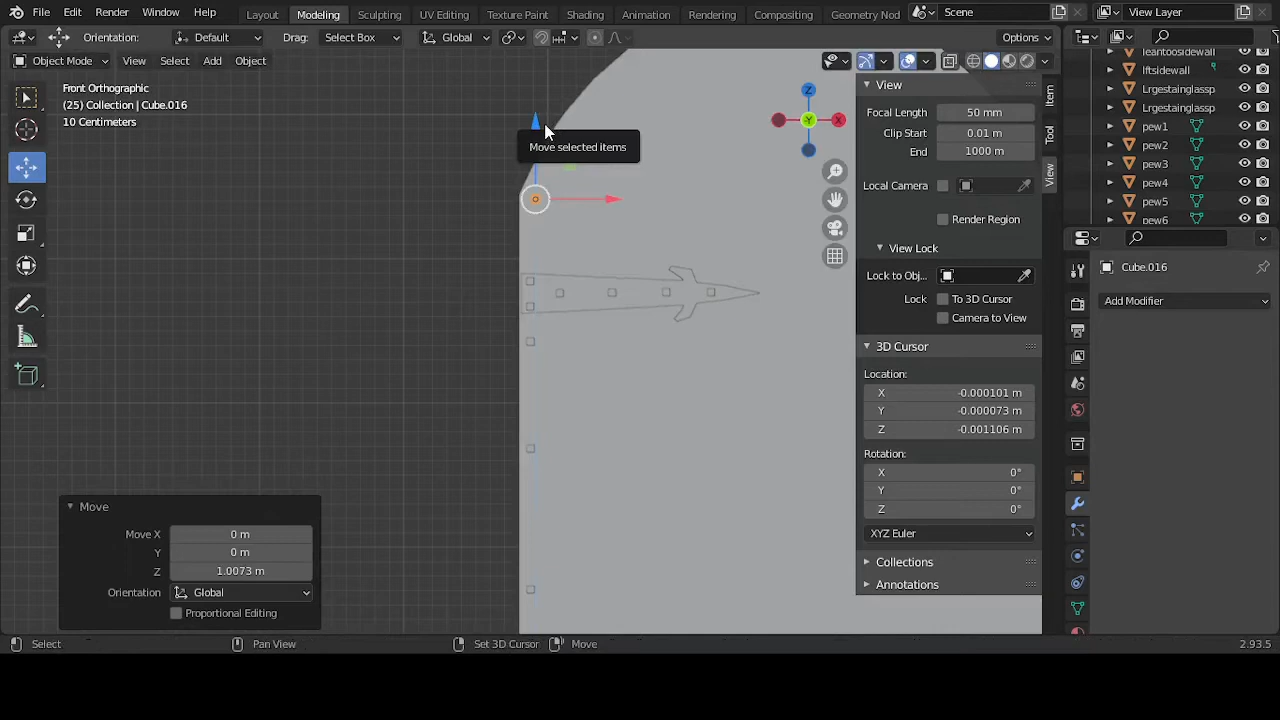 File Edit Render Window Help Layout Modeling Sculpting UV Editing Texture Paint Shading Animation Rendering Compositing Geometry Nod Scene View Layer
Orientation: Default Drag: Select Box Global Options
Object Mode View Select Add Object
Front Orthographic
(25) Collection | Cube.016
10 Centimeters
Move selected items
Z
Y
X
View
Focal Length 50 mm
Clip Start 0.01 m
End 1000 m
Local Camera
Render Region
View Lock
Lock to Obj...
Lock To 3D Cursor
Camera to View
3D Cursor
Location:
X -0.000101 m
Y -0.000073 m
Z -0.001106 m
Rotation:
X 0°
Y 0°
Z 0°
XYZ Euler
Collections
Annotations
Item
Tool
View
leantoosidewall
lftsidewall
Lrgestainglassp
Lrgestainglassp
pew1
pew2
pew3
pew4
pew5
pew6
Cube.016
Add Modifier
Move
Move X 0 m
Y 0 m
Z 1.0073 m
Orientation Global
Proportional Editing
Select Pan View Set 3D Cursor Move 2.93.5